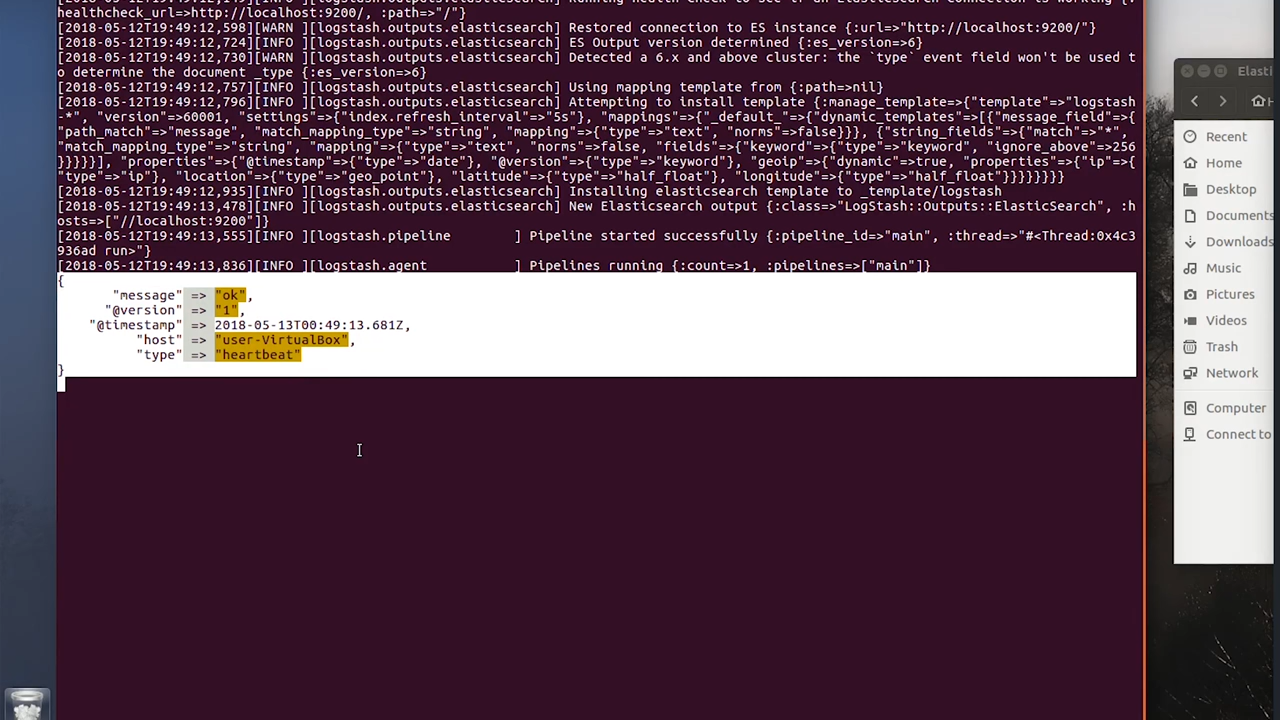 healthcheck_url=>http://localhost:9200/, :path=>"/"}
[2018-05-12T19:49:12,598][WARN ][logstash.outputs.elasticsearch] Restored connection to ES instance {:url=>"http://localhost:9200/"}
[2018-05-12T19:49:12,724][INFO ][logstash.outputs.elasticsearch] ES Output version determined {:es_version=>6}
[2018-05-12T19:49:12,730][WARN ][logstash.outputs.elasticsearch] Detected a 6.x and above cluster: the `type` event field won't be used t
o determine the document _type {:es_version=>6}
[2018-05-12T19:49:12,757][INFO ][logstash.outputs.elasticsearch] Using mapping template from {:path=>nil}
[2018-05-12T19:49:12,796][INFO ][logstash.outputs.elasticsearch] Attempting to install template {:manage_template=>{"template"=>"logstash
-*", "version"=>60001, "settings"=>{"index.refresh_interval"=>"5s"}, "mappings"=>{"_default_"=>{"dynamic_templates"=>[{"message_field"=>{
"path_match"=>"message", "match_mapping_type"=>"string", "mapping"=>{"type"=>"text", "norms"=>false}}}, {"string_fields"=>{"match"=>"*",
"match_mapping_type"=>"string", "mapping"=>{"type"=>"text", "norms"=>false, "fields"=>{"keyword"=>{"type"=>"keyword", "ignore_above"=>256
}}}}}], "properties"=>{"@timestamp"=>{"type"=>"date"}, "@version"=>{"type"=>"keyword"}, "geoip"=>{"dynamic"=>true, "properties"=>{"ip"=>{
"type"=>"ip"}, "location"=>{"type"=>"geo_point"}, "latitude"=>{"type"=>"half_float"}, "longitude"=>{"type"=>"half_float"}}}}}}}}
[2018-05-12T19:49:12,935][INFO ][logstash.outputs.elasticsearch] Installing elasticsearch template to _template/logstash
[2018-05-12T19:49:13,478][INFO ][logstash.outputs.elasticsearch] New Elasticsearch output {:class=>"LogStash::Outputs::ElasticSearch", :h
osts=>["//localhost:9200"]}
[2018-05-12T19:49:13,555][INFO ][logstash.pipeline        ] Pipeline started successfully {:pipeline_id=>"main", :thread=>"#<Thread:0x4c3
936ad run>"}
[2018-05-12T19:49:13,836][INFO ][logstash.agent           ] Pipelines running {:count=>1, :pipelines=>["main"]}
{
"message" => "ok",
"@version" => "1",
"@timestamp" => 2018-05-13T00:49:13.681Z,
"host" => "user-VirtualBox",
"type" => "heartbeat"
}
Elasti
Recent
Home
Desktop
Documents
Downloads
Music
Pictures
Videos
Trash
Network
Computer
Connect to